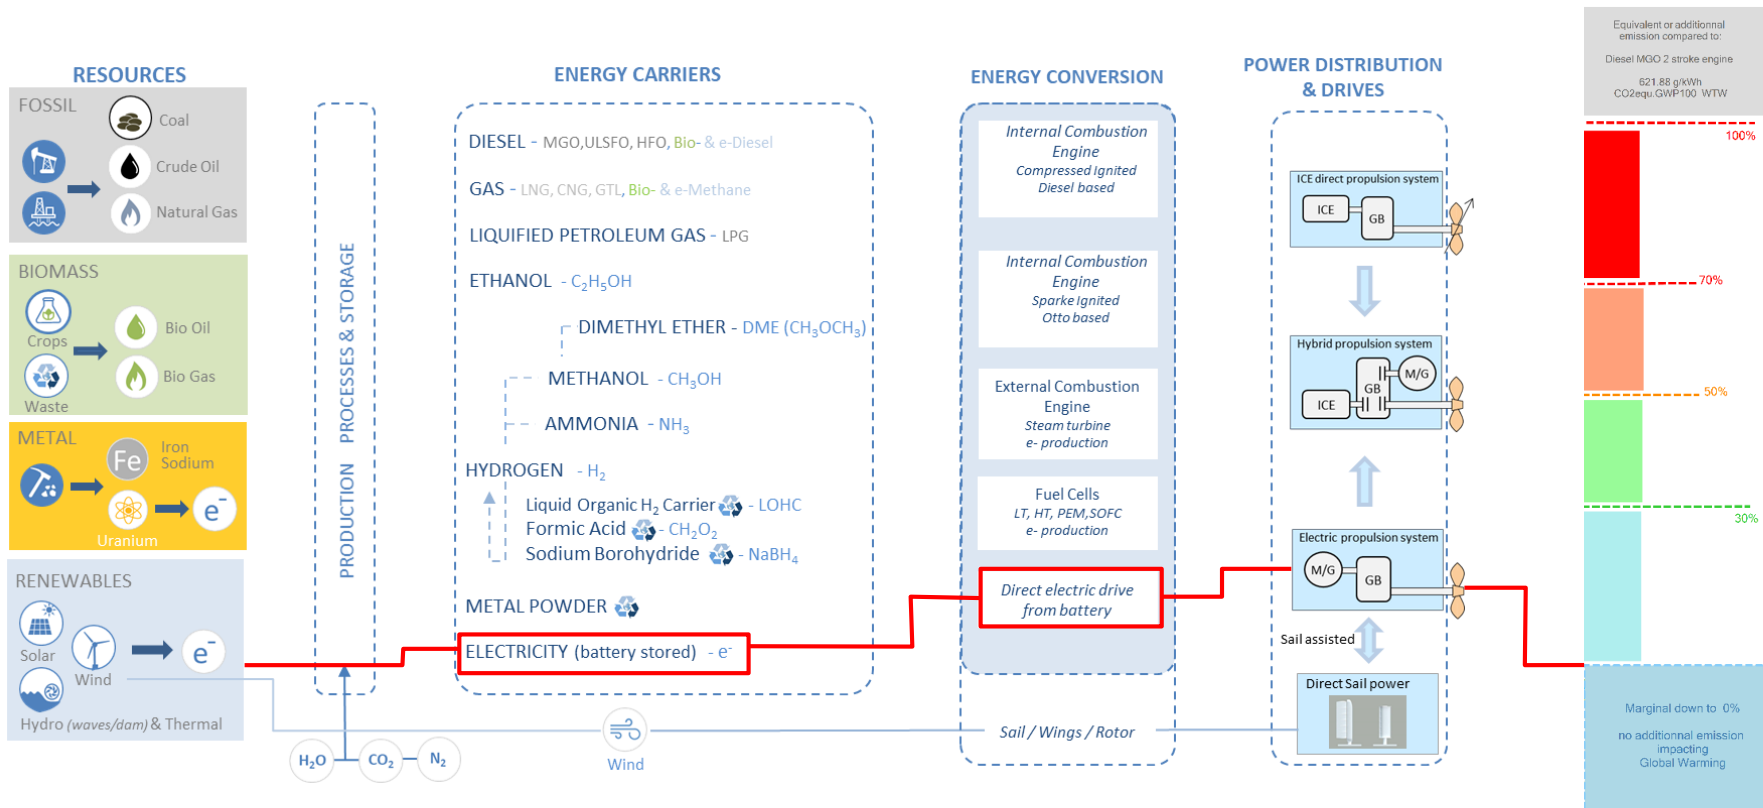 RESOURCES
FOSSIL
Coal
Crude Oil
Natural Gas
BIOMASS
Crops
Bio Oil
Bio Gas
Waste
METAL
Fe
Iron
Sodium
e-
Uranium
RENEWABLES
Solar
Wind
e-
Hydro (waves/dam) & Thermal
PRODUCTION PROCESSES & STORAGE
H₂O
CO₂
N₂
ENERGY CARRIERS
DIESEL - MGO,ULSFO, HFO, Bio- & e-Diesel
GAS - LNG, CNG, GTL, Bio- & e-Methane
LIQUIFIED PETROLEUM GAS - LPG
ETHANOL - C₂H₅OH
DIMETHYL ETHER - DME (CH₃OCH₃)
METHANOL - CH₃OH
AMMONIA - NH₃
HYDROGEN - H₂
Liquid Organic H₂ Carrier - LOHC
Formic Acid - CH₂O₂
Sodium Borohydride - NaBH₄
METAL POWDER
ELECTRICITY (battery stored) - e-
Wind
ENERGY CONVERSION
Internal Combustion
Engine
Compressed Ignited
Diesel based
Internal Combustion
Engine
Sparke Ignited
Otto based
External Combustion
Engine
Steam turbine
e- production
Fuel Cells
LT, HT, PEM,SOFC
e- production
Direct electric drive
from battery
Sail / Wings / Rotor
POWER DISTRIBUTION
& DRIVES
ICE direct propulsion system
ICE
GB
Hybrid propulsion system
M/G
GB
ICE
Electric propulsion system
M/G
GB
Sail assisted
Direct Sail power
Equivalent or additionnal
emission compared to:
Diesel MGO 2 stroke engine
621.88 g/kWh
CO2equ.GWP100 WTW
100%
70%
50%
30%
Marginal down to 0%
no additionnal emission
impacting
Global Warming